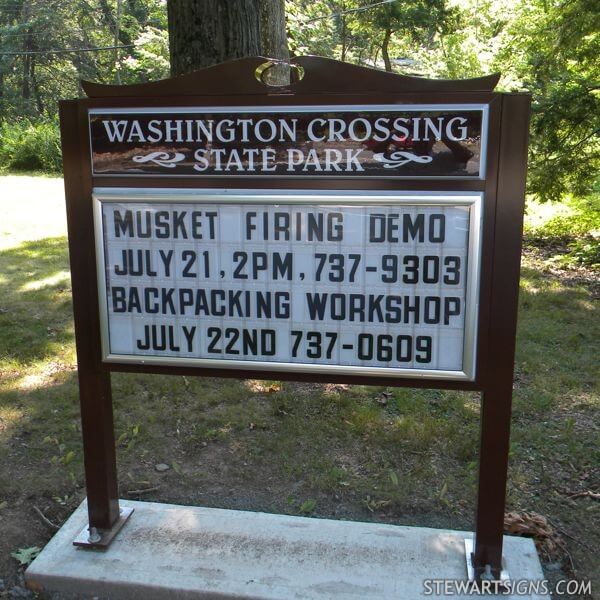 WASHINGTON CROSSING
STATE PARK
MUSKET FIRING DEMO
JULY 21, 2PM, 737-9303
BACKPACKING WORKSHOP
JULY 22ND 737-0609
STEWARTSIGNS.COM